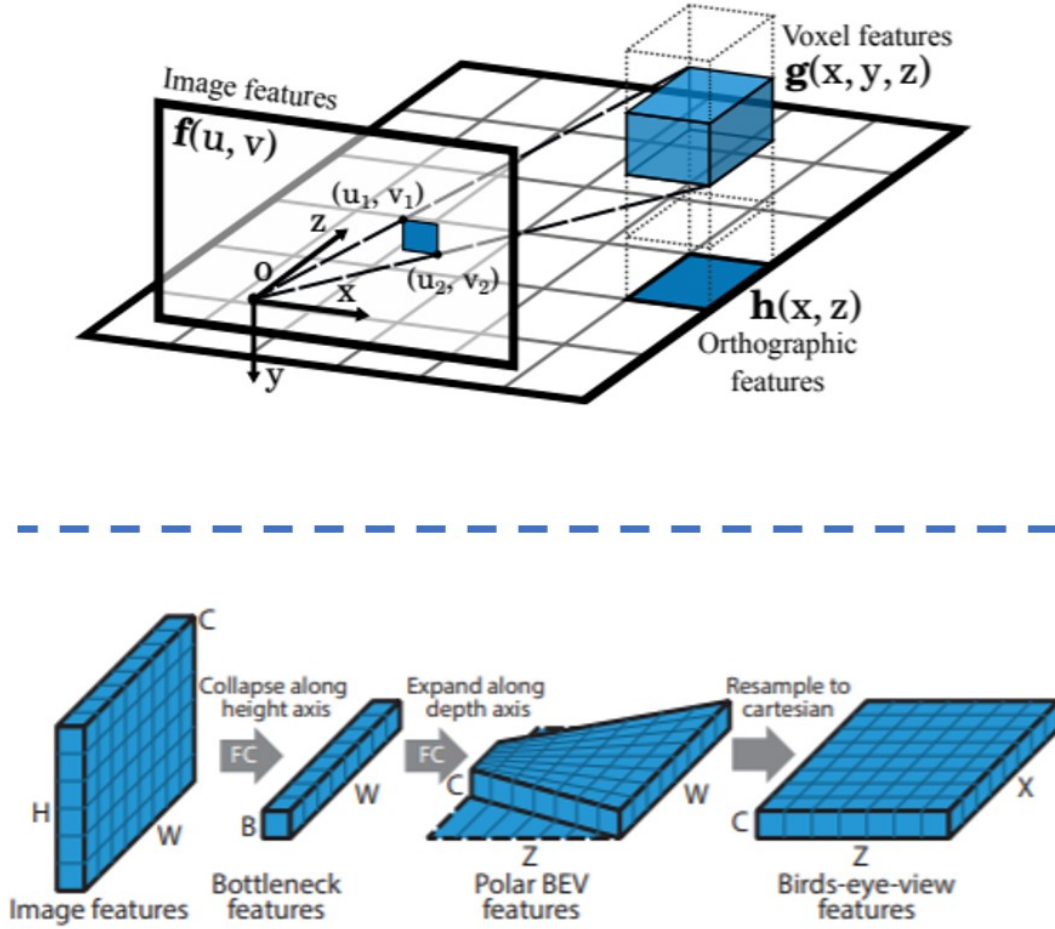 Image features
f(u, v)
Voxel features
g(x, y, z)
(u₁, v₁)
z
o
x
(u₂, v₂)
y
h(x, z)
Orthographic
features
C
H
W
Image features
Collapse along
height axis
FC
B
W
Bottleneck
features
Expand along
depth axis
FC
C
W
Z
Polar BEV
features
Resample to
cartesian
C
X
Z
Birds-eye-view
features